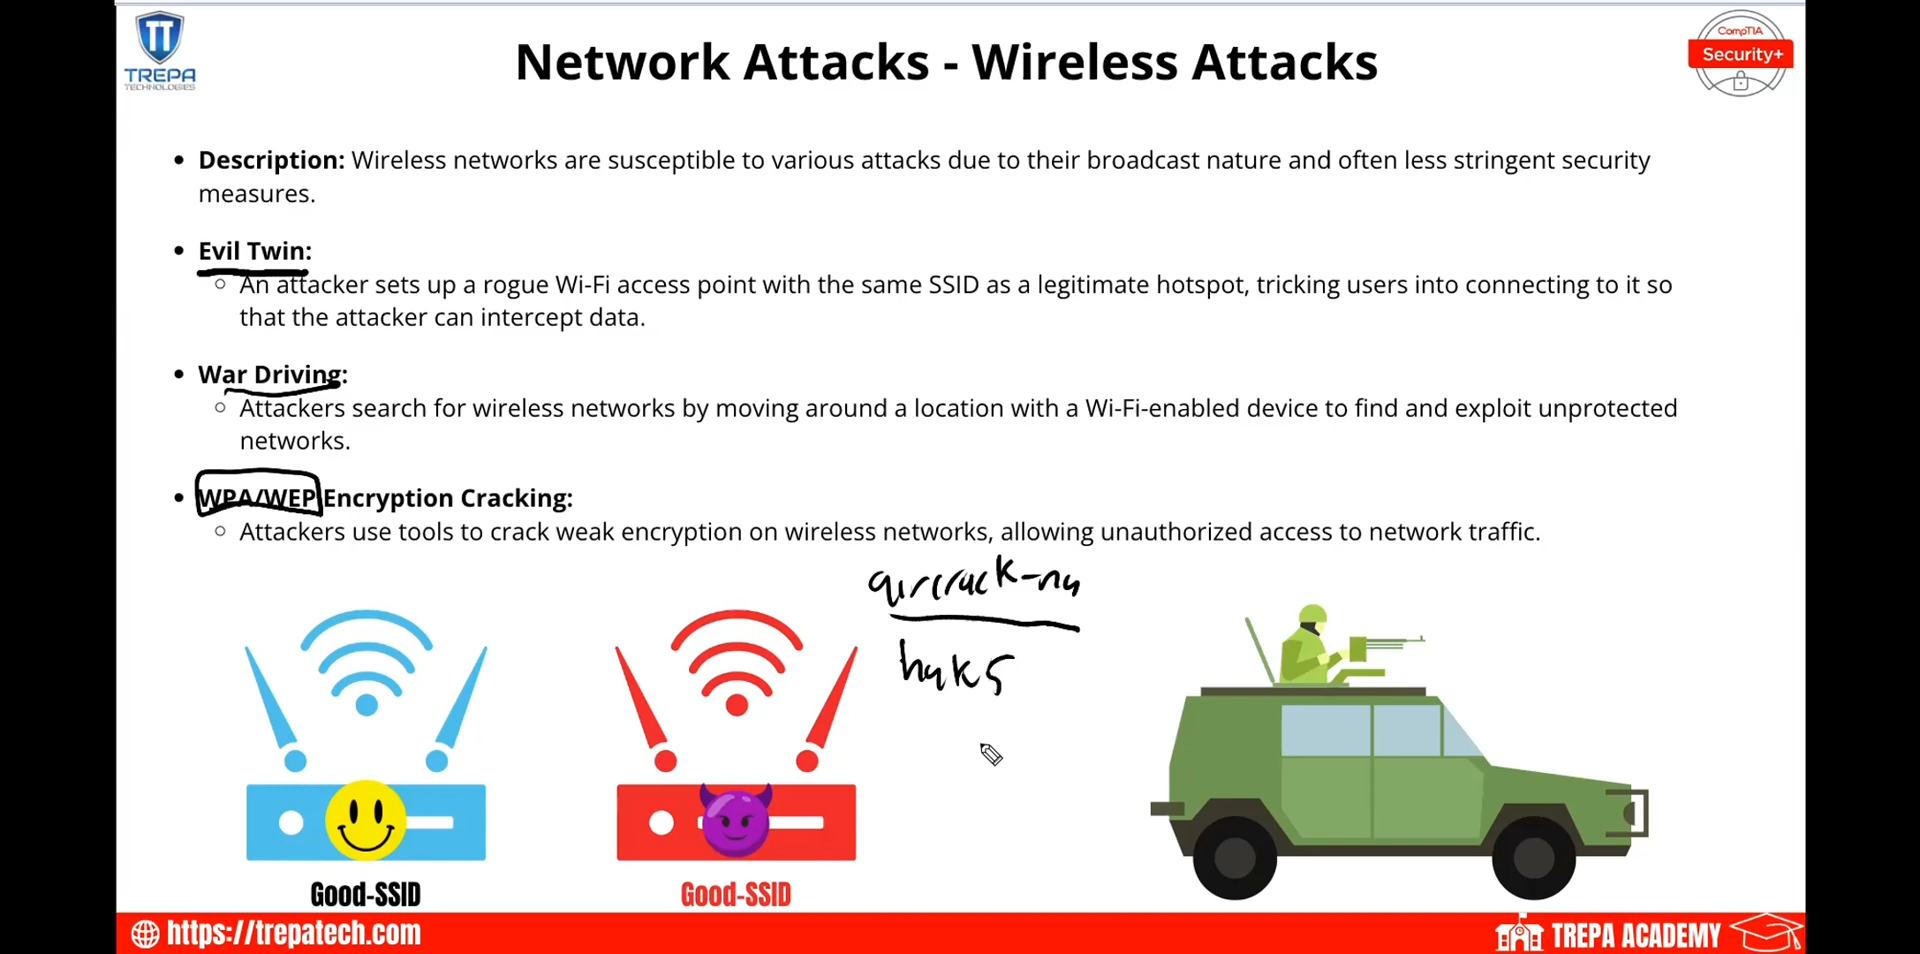 TT
TREPA
TECHNOLOGIES
Network Attacks - Wireless Attacks
CompTIA
Security+
• Description: Wireless networks are susceptible to various attacks due to their broadcast nature and often less stringent security
measures.
• Evil Twin:
○ An attacker sets up a rogue Wi-Fi access point with the same SSID as a legitimate hotspot, tricking users into connecting to it so
that the attacker can intercept data.
• War Driving:
○ Attackers search for wireless networks by moving around a location with a Wi-Fi-enabled device to find and exploit unprotected
networks.
• WPA/WEP Encryption Cracking:
○ Attackers use tools to crack weak encryption on wireless networks, allowing unauthorized access to network traffic.
aircrack-ng
hak5
Good-SSID
Good-SSID
https://trepatech.com
TREPA ACADEMY